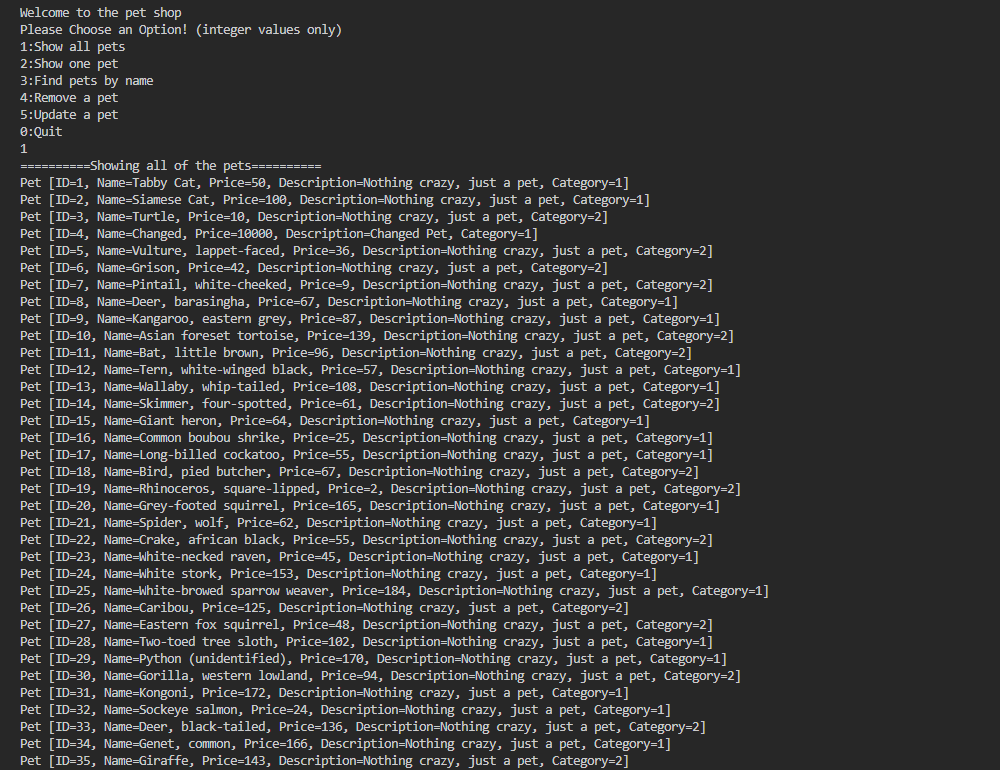 Welcome to the pet shop
Please Choose an Option! (integer values only)
1:Show all pets
2:Show one pet
3:Find pets by name
4:Remove a pet
5:Update a pet
0:Quit
1
==========Showing all of the pets==========
Pet [ID=1, Name=Tabby Cat, Price=50, Description=Nothing crazy, just a pet, Category=1]
Pet [ID=2, Name=Siamese Cat, Price=100, Description=Nothing crazy, just a pet, Category=1]
Pet [ID=3, Name=Turtle, Price=10, Description=Nothing crazy, just a pet, Category=2]
Pet [ID=4, Name=Changed, Price=10000, Description=Changed Pet, Category=1]
Pet [ID=5, Name=Vulture, lappet-faced, Price=36, Description=Nothing crazy, just a pet, Category=2]
Pet [ID=6, Name=Grison, Price=42, Description=Nothing crazy, just a pet, Category=2]
Pet [ID=7, Name=Pintail, white-cheeked, Price=9, Description=Nothing crazy, just a pet, Category=2]
Pet [ID=8, Name=Deer, barasingha, Price=67, Description=Nothing crazy, just a pet, Category=1]
Pet [ID=9, Name=Kangaroo, eastern grey, Price=87, Description=Nothing crazy, just a pet, Category=1]
Pet [ID=10, Name=Asian foreset tortoise, Price=139, Description=Nothing crazy, just a pet, Category=2]
Pet [ID=11, Name=Bat, little brown, Price=96, Description=Nothing crazy, just a pet, Category=2]
Pet [ID=12, Name=Tern, white-winged black, Price=57, Description=Nothing crazy, just a pet, Category=1]
Pet [ID=13, Name=Wallaby, whip-tailed, Price=108, Description=Nothing crazy, just a pet, Category=1]
Pet [ID=14, Name=Skimmer, four-spotted, Price=61, Description=Nothing crazy, just a pet, Category=2]
Pet [ID=15, Name=Giant heron, Price=64, Description=Nothing crazy, just a pet, Category=1]
Pet [ID=16, Name=Common boubou shrike, Price=25, Description=Nothing crazy, just a pet, Category=1]
Pet [ID=17, Name=Long-billed cockatoo, Price=55, Description=Nothing crazy, just a pet, Category=1]
Pet [ID=18, Name=Bird, pied butcher, Price=67, Description=Nothing crazy, just a pet, Category=2]
Pet [ID=19, Name=Rhinoceros, square-lipped, Price=2, Description=Nothing crazy, just a pet, Category=2]
Pet [ID=20, Name=Grey-footed squirrel, Price=165, Description=Nothing crazy, just a pet, Category=1]
Pet [ID=21, Name=Spider, wolf, Price=62, Description=Nothing crazy, just a pet, Category=1]
Pet [ID=22, Name=Crake, african black, Price=55, Description=Nothing crazy, just a pet, Category=2]
Pet [ID=23, Name=White-necked raven, Price=45, Description=Nothing crazy, just a pet, Category=1]
Pet [ID=24, Name=White stork, Price=153, Description=Nothing crazy, just a pet, Category=1]
Pet [ID=25, Name=White-browed sparrow weaver, Price=184, Description=Nothing crazy, just a pet, Category=1]
Pet [ID=26, Name=Caribou, Price=125, Description=Nothing crazy, just a pet, Category=2]
Pet [ID=27, Name=Eastern fox squirrel, Price=48, Description=Nothing crazy, just a pet, Category=2]
Pet [ID=28, Name=Two-toed tree sloth, Price=102, Description=Nothing crazy, just a pet, Category=1]
Pet [ID=29, Name=Python (unidentified), Price=170, Description=Nothing crazy, just a pet, Category=1]
Pet [ID=30, Name=Gorilla, western lowland, Price=94, Description=Nothing crazy, just a pet, Category=2]
Pet [ID=31, Name=Kongoni, Price=172, Description=Nothing crazy, just a pet, Category=1]
Pet [ID=32, Name=Sockeye salmon, Price=24, Description=Nothing crazy, just a pet, Category=1]
Pet [ID=33, Name=Deer, black-tailed, Price=136, Description=Nothing crazy, just a pet, Category=2]
Pet [ID=34, Name=Genet, common, Price=166, Description=Nothing crazy, just a pet, Category=1]
Pet [ID=35, Name=Giraffe, Price=143, Description=Nothing crazy, just a pet, Category=2]